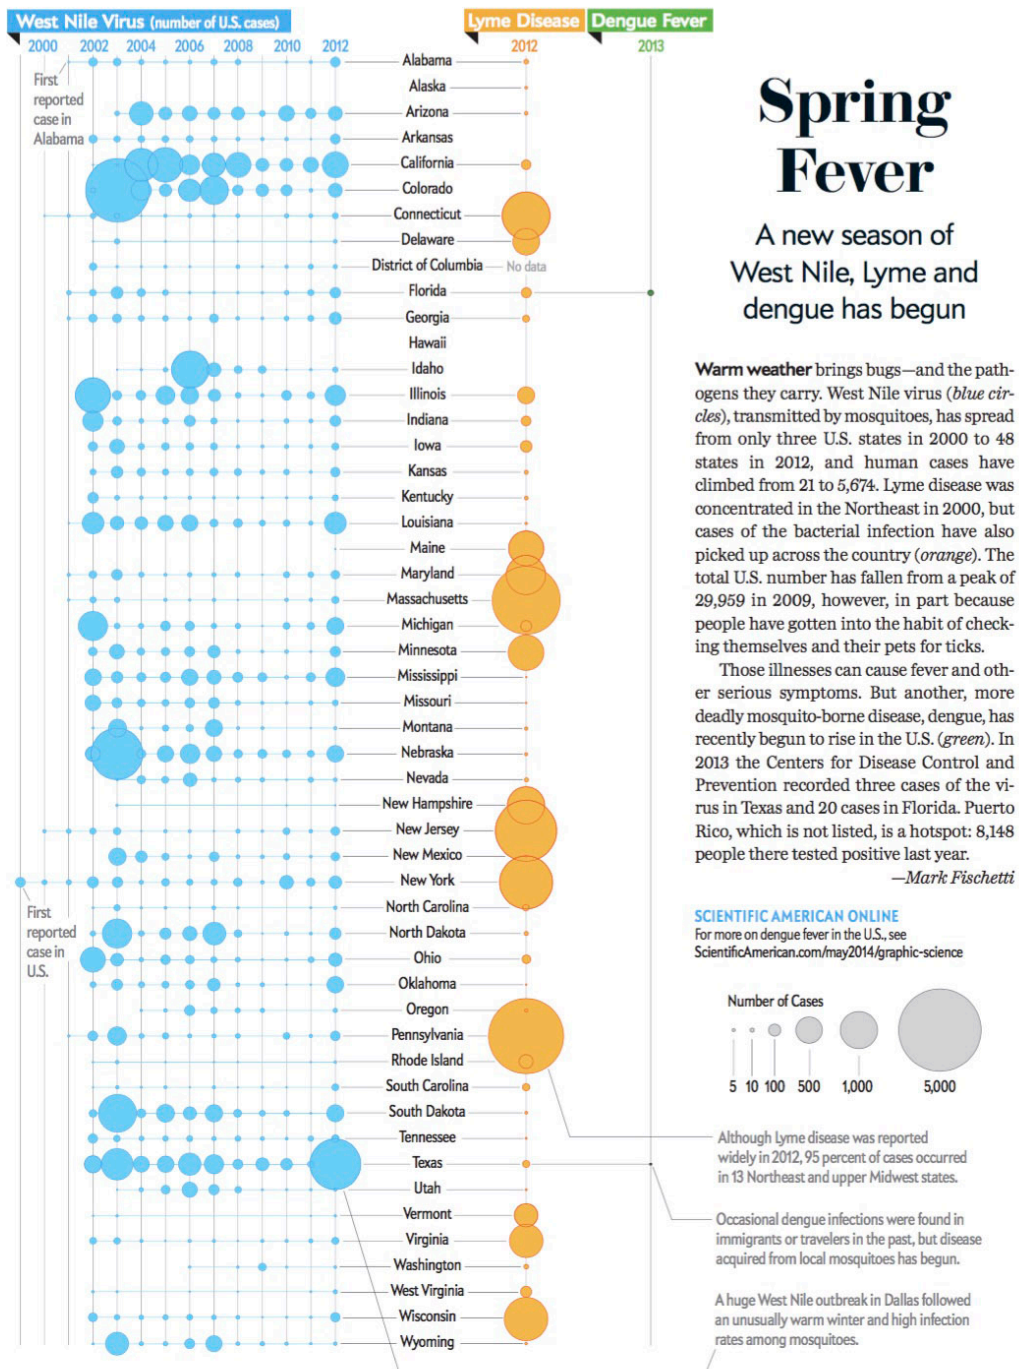 West Nile Virus (number of U.S. cases)
Lyme Disease
Dengue Fever
2000 2002 2004 2006 2008 2010 2012
2012
2013
First
reported
case in
Alabama
Alabama
Alaska
Arizona
Arkansas
California
Colorado
Connecticut
Delaware
District of Columbia
No data
Florida
Georgia
Hawaii
Idaho
Illinois
Indiana
Iowa
Kansas
Kentucky
Louisiana
Maine
Maryland
Massachusetts
Michigan
Minnesota
Mississippi
Missouri
Montana
Nebraska
Nevada
New Hampshire
New Jersey
New Mexico
New York
First
reported
case in
U.S.
North Carolina
North Dakota
Ohio
Oklahoma
Oregon
Pennsylvania
Rhode Island
South Carolina
South Dakota
Tennessee
Texas
Utah
Vermont
Virginia
Washington
West Virginia
Wisconsin
Wyoming
Spring
Fever
A new season of
West Nile, Lyme and
dengue has begun
Warm weather brings bugs—and the path-
ogens they carry. West Nile virus (blue cir-
cles), transmitted by mosquitoes, has spread
from only three U.S. states in 2000 to 48
states in 2012, and human cases have
climbed from 21 to 5,674. Lyme disease was
concentrated in the Northeast in 2000, but
cases of the bacterial infection have also
picked up across the country (orange). The
total U.S. number has fallen from a peak of
29,959 in 2009, however, in part because
people have gotten into the habit of check-
ing themselves and their pets for ticks.
Those illnesses can cause fever and oth-
er serious symptoms. But another, more
deadly mosquito-borne disease, dengue, has
recently begun to rise in the U.S. (green). In
2013 the Centers for Disease Control and
Prevention recorded three cases of the vi-
rus in Texas and 20 cases in Florida. Puerto
Rico, which is not listed, is a hotspot: 8,148
people there tested positive last year.
—Mark Fischetti
SCIENTIFIC AMERICAN ONLINE
For more on dengue fever in the U.S., see
ScientificAmerican.com/may2014/graphic-science
Number of Cases
5 10 100 500 1,000 5,000
Although Lyme disease was reported
widely in 2012, 95 percent of cases occurred
in 13 Northeast and upper Midwest states.
Occasional dengue infections were found in
immigrants or travelers in the past, but disease
acquired from local mosquitoes has begun.
A huge West Nile outbreak in Dallas followed
an unusually warm winter and high infection
rates among mosquitoes.